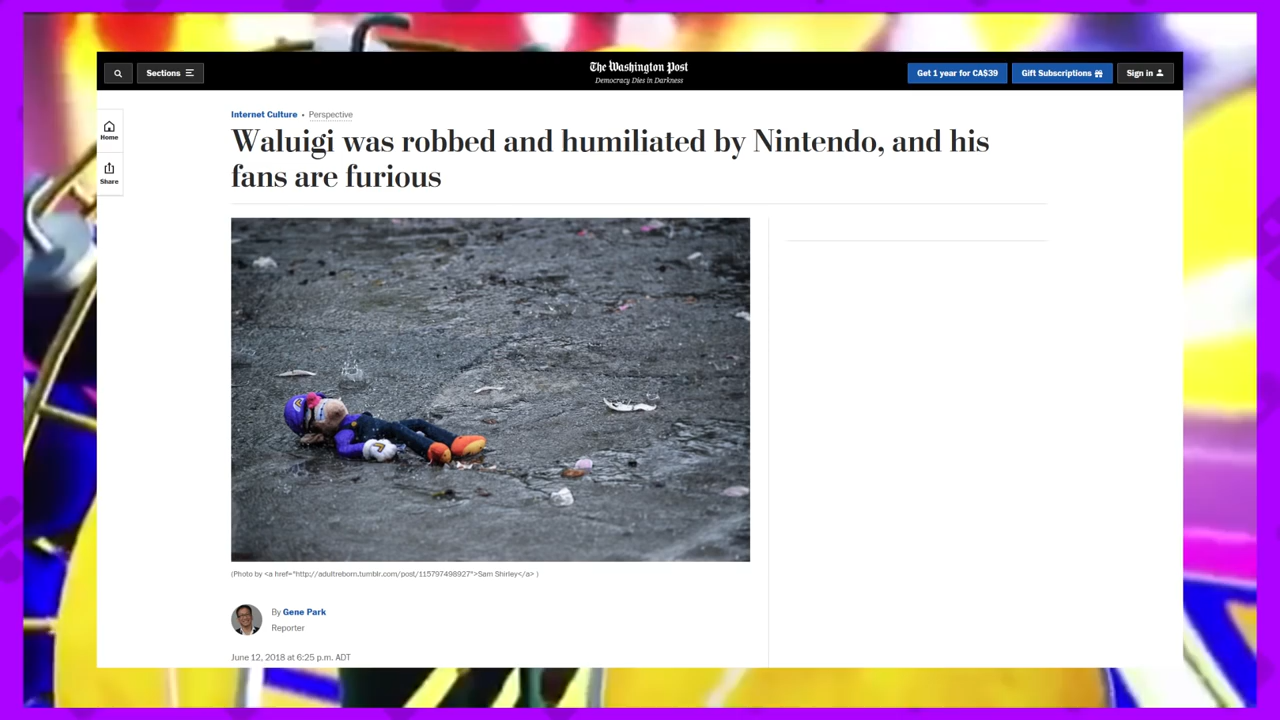 Sections
The Washington Post
Democracy Dies in Darkness
Get 1 year for CA$39
Gift Subscriptions
Sign in
Home
Share
Internet Culture • Perspective
Waluigi was robbed and humiliated by Nintendo, and his
fans are furious
(Photo by <a href="http://adultreborn.tumblr.com/post/115797498927">Sam Shirley</a> )
By Gene Park
Reporter
June 12, 2018 at 6:25 p.m. ADT